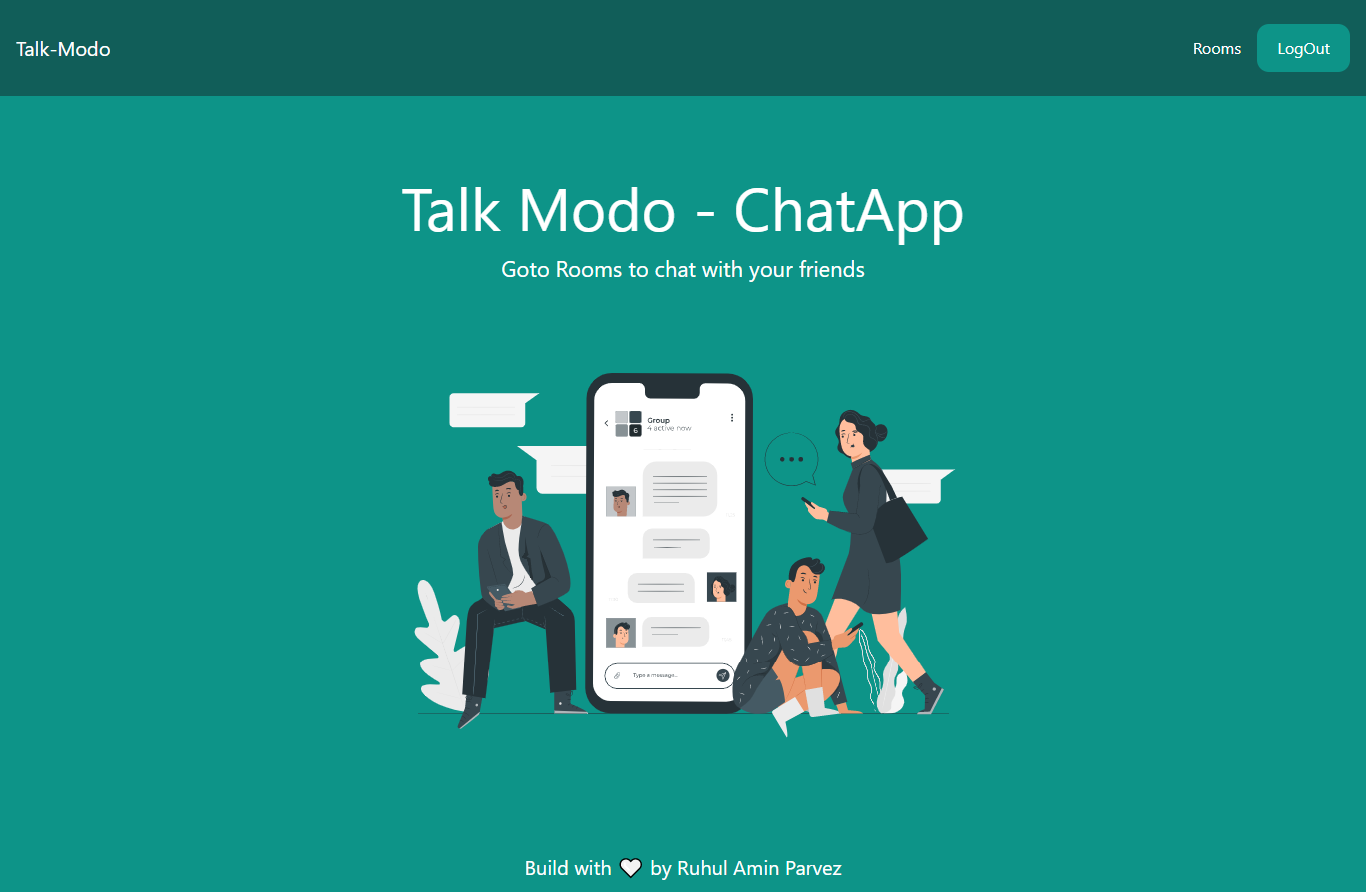 Talk-Modo
Rooms
LogOut
Talk Modo - ChatApp
Goto Rooms to chat with your friends
Group
4 active now
6
Type a message...
Build with 🤍 by Ruhul Amin Parvez